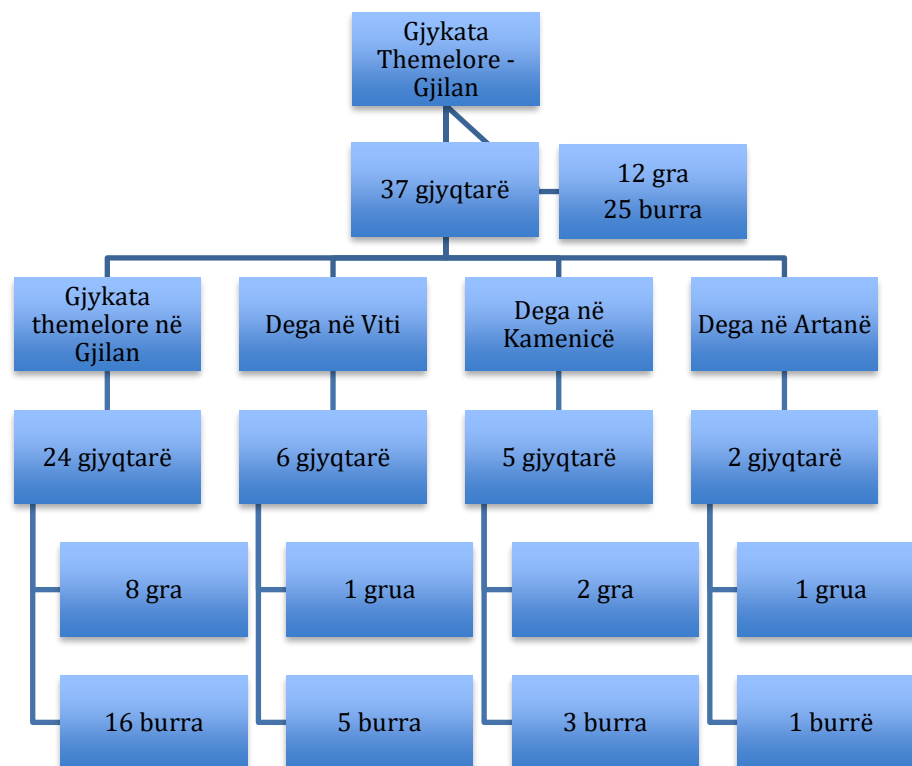 Gjykata
Themelore -
Gjilan
37 gjyqtarë
12 gra
25 burra
Gjykata
themelore në
Gjilan
Dega në Viti
Dega në
Kamenicë
Dega në Artanë
24 gjyqtarë
6 gjyqtarë
5 gjyqtarë
2 gjyqtarë
8 gra
1 grua
2 gra
1 grua
16 burra
5 burra
3 burra
1 burrë